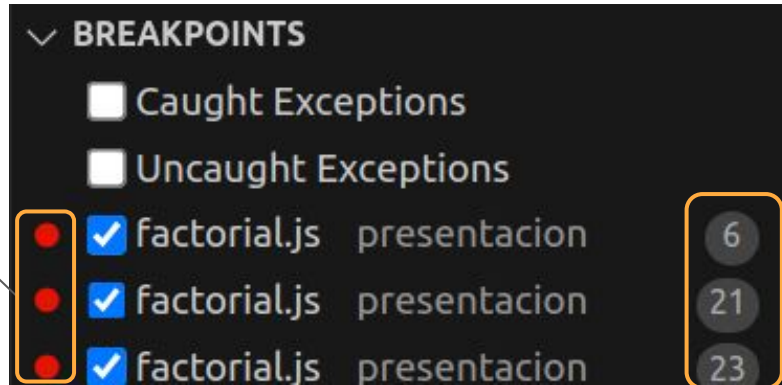 BREAKPOINTS
Caught Exceptions
Uncaught Exceptions
factorial.js presentacion 6
factorial.js presentacion 21
factorial.js presentacion 23